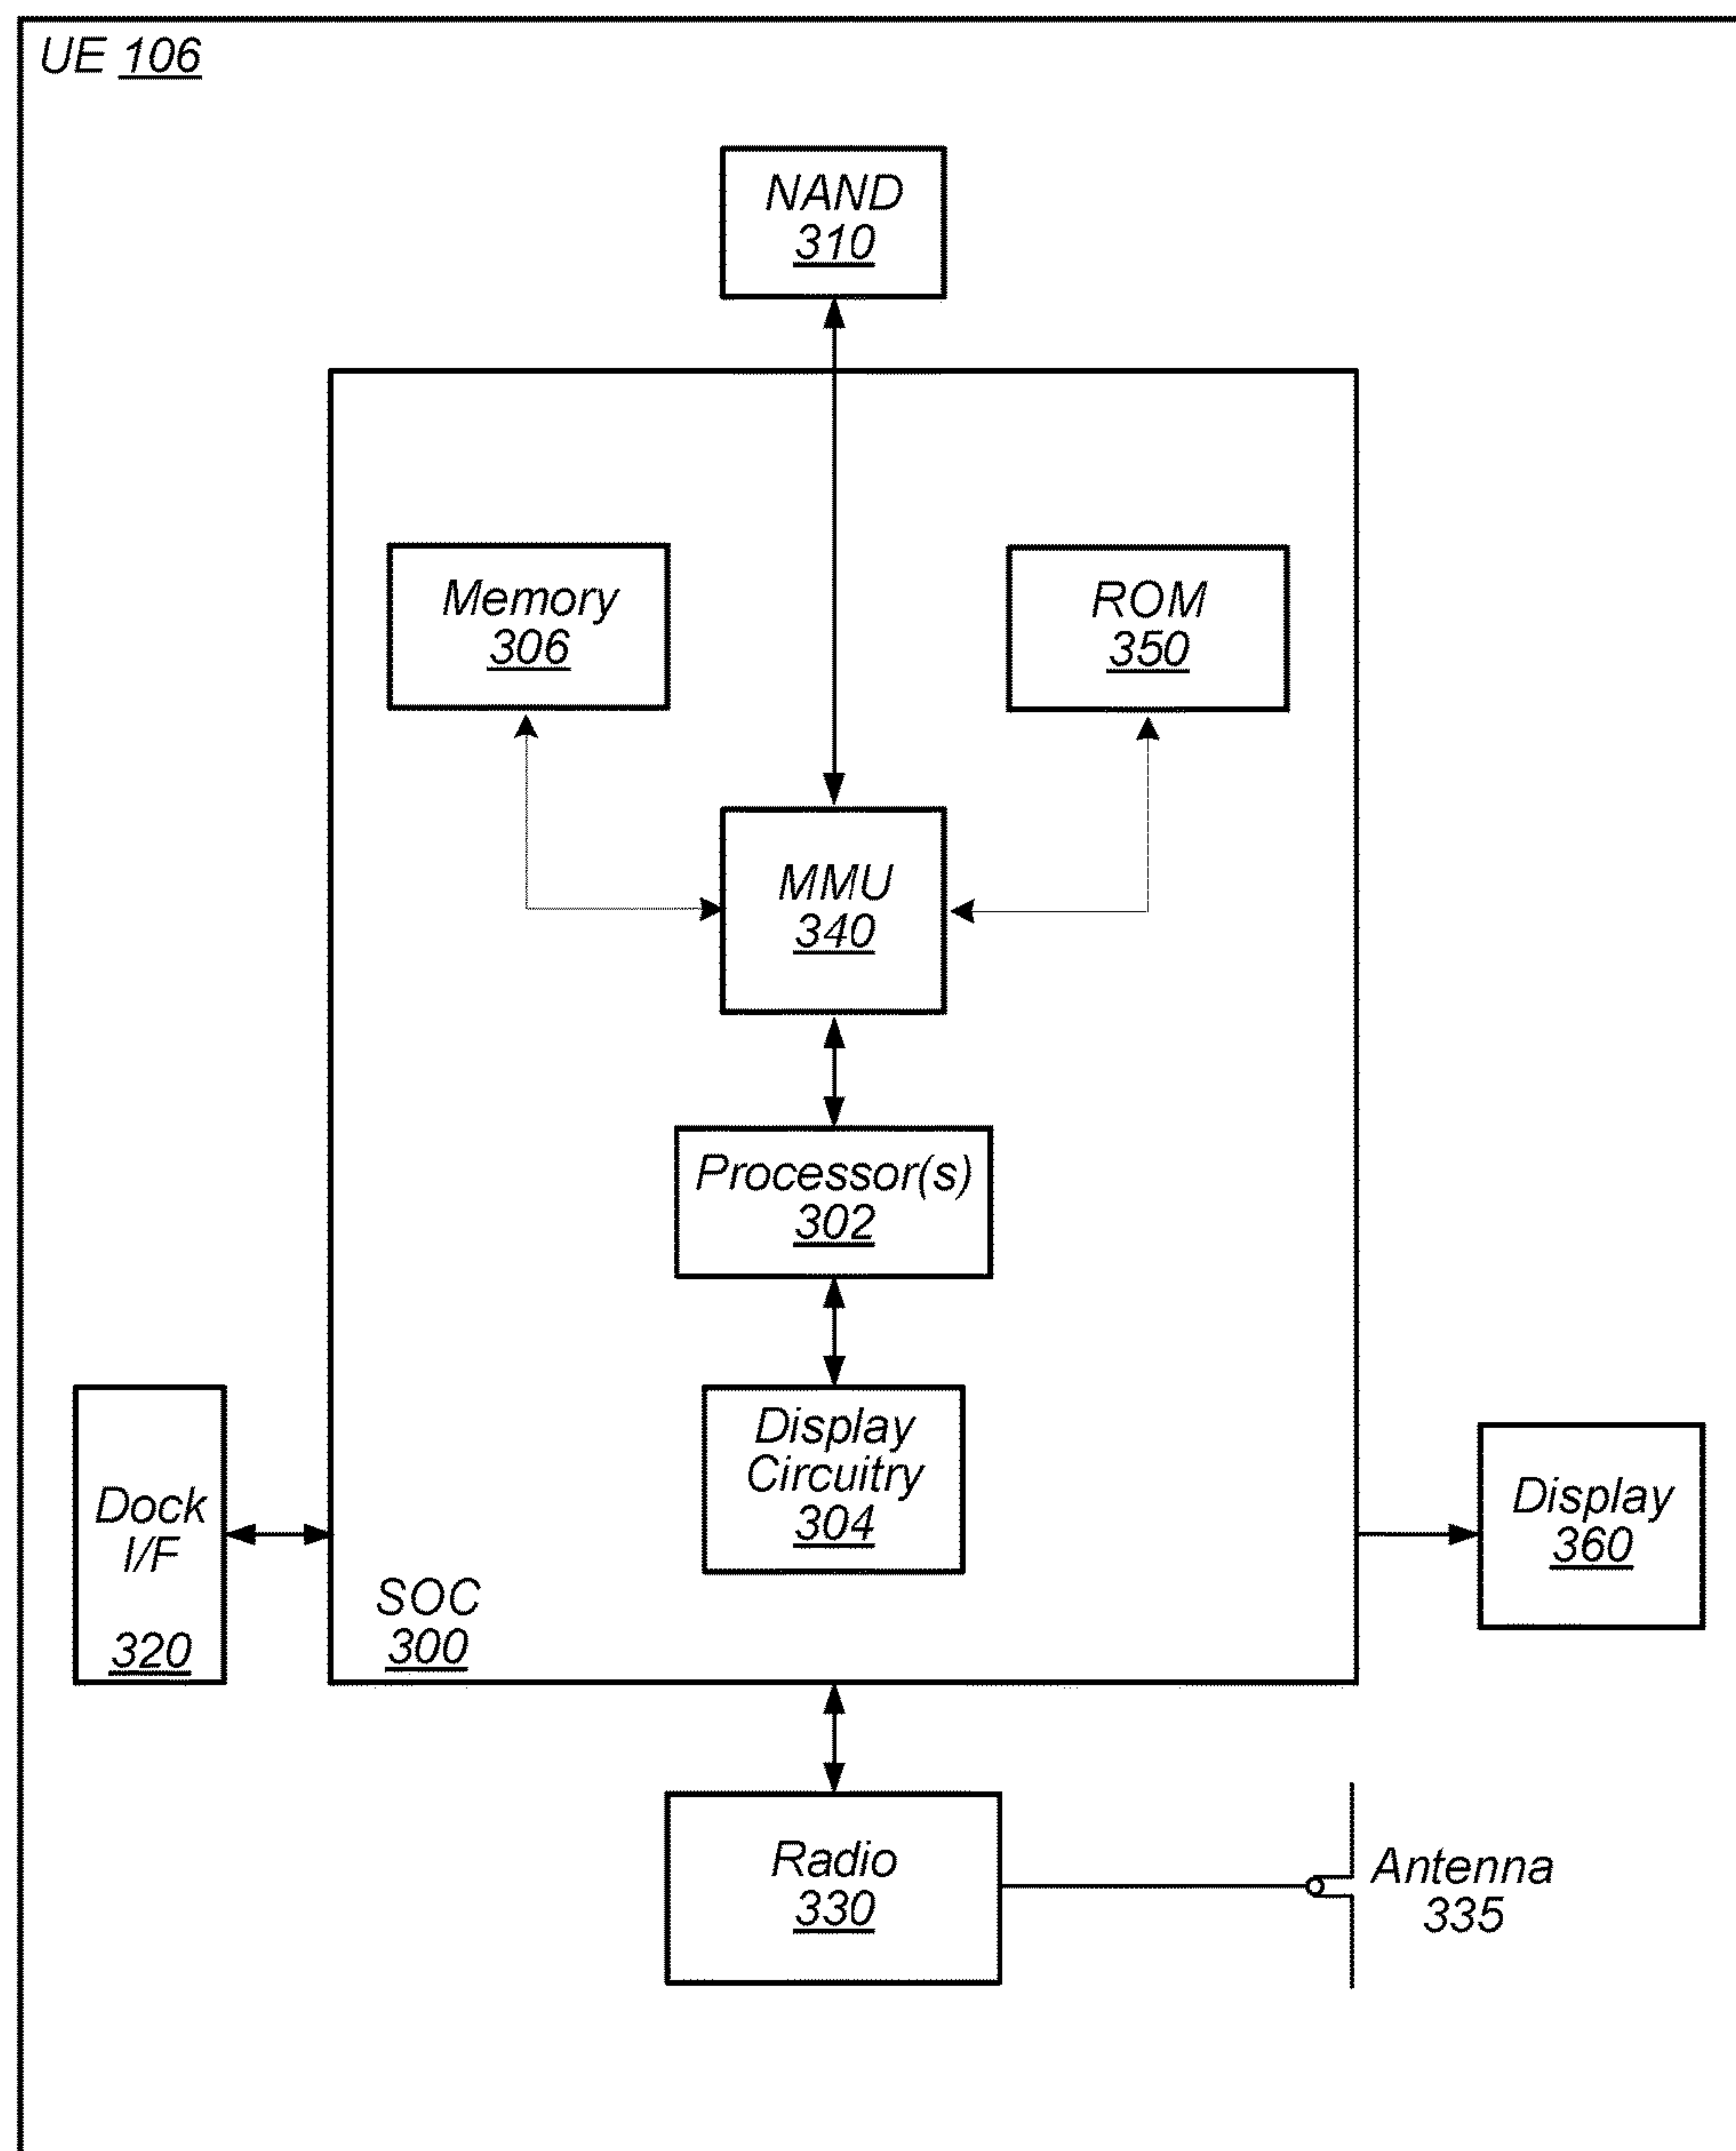 UE 106
NAND
310
Memory
306
ROM
350
MMU
340
Processor(s)
302
Display
Circuitry
304
Dock
I/F
320
SOC
300
Display
360
Radio
330
Antenna
335